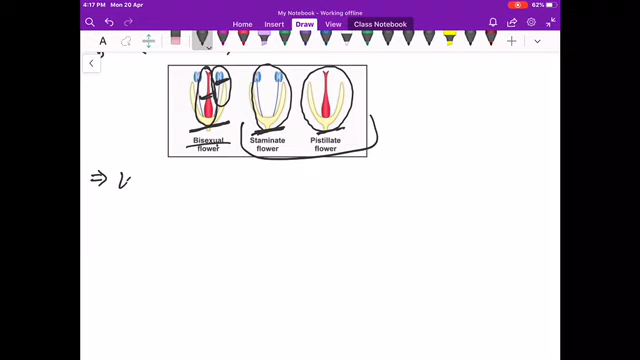 4:17 PM Mon 20 Apr
62%
My Notebook - Working offline
Home Insert Draw View Class Notebook
A
Bisexual flower
Staminate flower
Pistillate flower
⇒